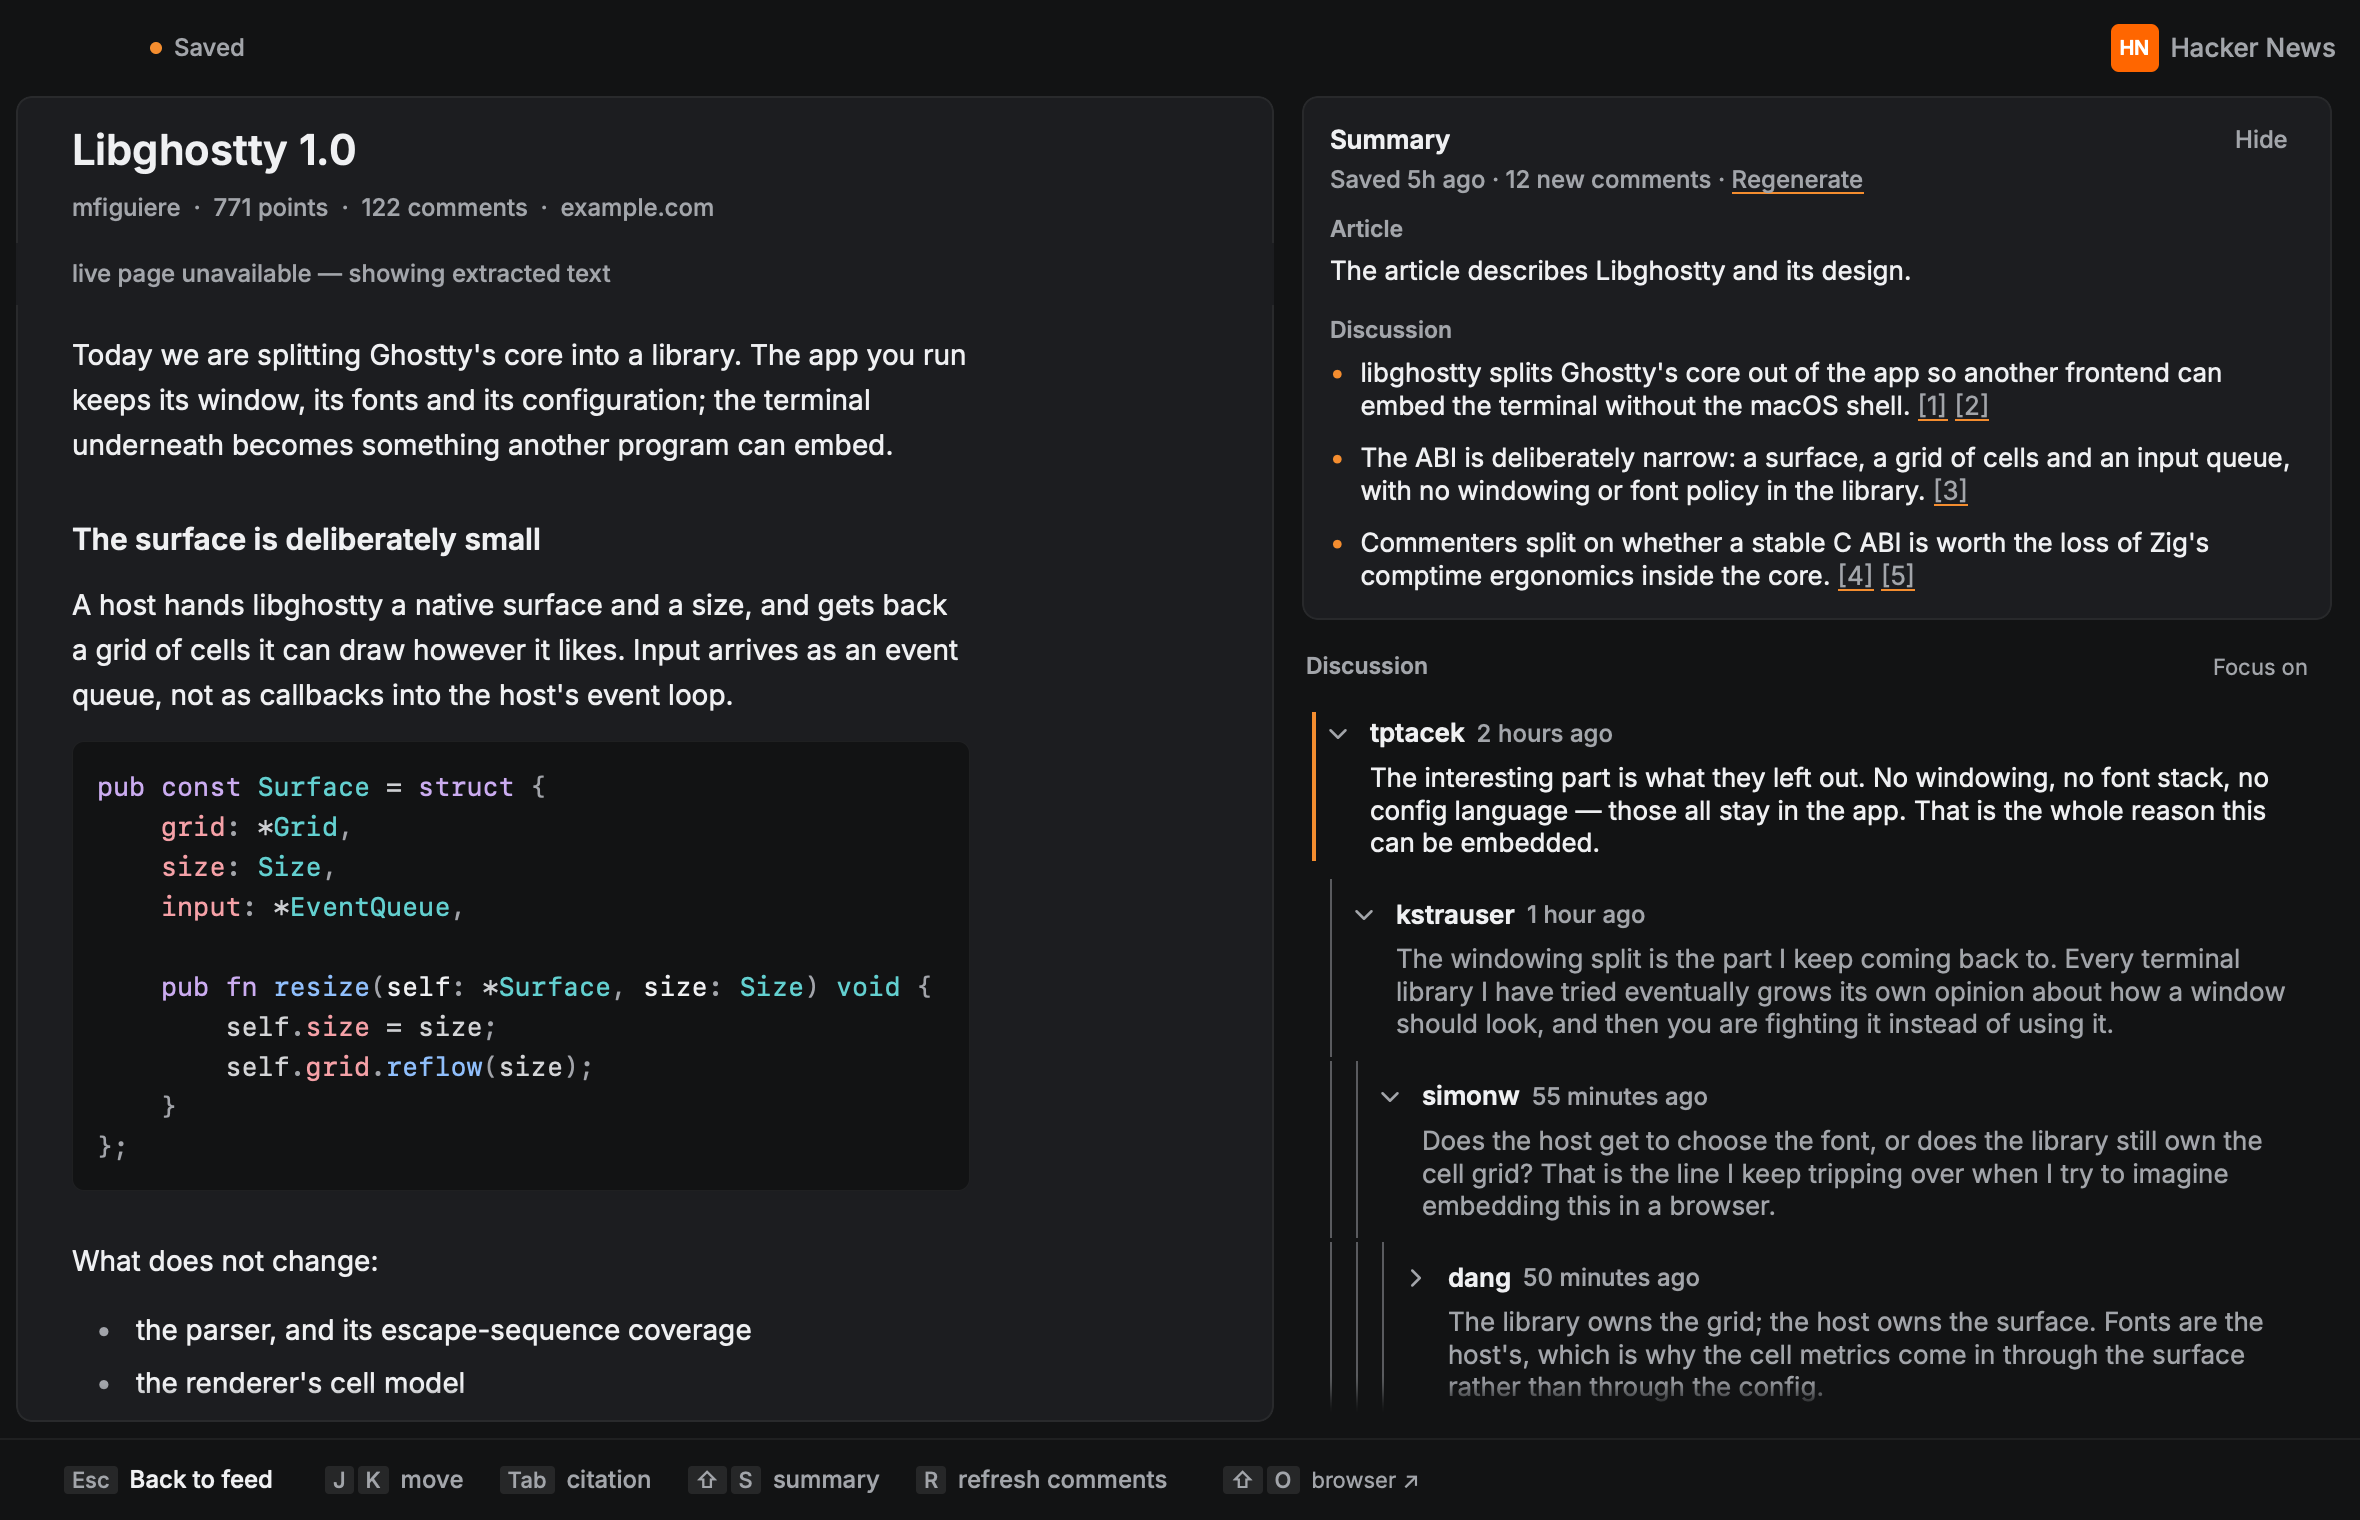 Saved
HN Hacker News
Libghostty 1.0
mfiguiere · 771 points · 122 comments · example.com
live page unavailable — showing extracted text
Today we are splitting Ghostty's core into a library. The app you run
keeps its window, its fonts and its configuration; the terminal
underneath becomes something another program can embed.
The surface is deliberately small
A host hands libghostty a native surface and a size, and gets back
a grid of cells it can draw however it likes. Input arrives as an event
queue, not as callbacks into the host's event loop.
pub const Surface = struct {
    grid: *Grid,
    size: Size,
    input: *EventQueue,
    pub fn resize(self: *Surface, size: Size) void {
        self.size = size;
        self.grid.reflow(size);
    }
};
What does not change:
• the parser, and its escape-sequence coverage
• the renderer's cell model
Summary
Hide
Saved 5h ago · 12 new comments · Regenerate
Article
The article describes Libghostty and its design.
Discussion
• libghostty splits Ghostty's core out of the app so another frontend can
embed the terminal without the macOS shell. [1] [2]
• The ABI is deliberately narrow: a surface, a grid of cells and an input queue,
with no windowing or font policy in the library. [3]
• Commenters split on whether a stable C ABI is worth the loss of Zig's
comptime ergonomics inside the core. [4] [5]
Discussion
Focus on
tptacek 2 hours ago
The interesting part is what they left out. No windowing, no font stack, no
config language — those all stay in the app. That is the whole reason this
can be embedded.
kstrauser 1 hour ago
The windowing split is the part I keep coming back to. Every terminal
library I have tried eventually grows its own opinion about how a window
should look, and then you are fighting it instead of using it.
simonw 55 minutes ago
Does the host get to choose the font, or does the library still own the
cell grid? That is the line I keep tripping over when I try to imagine
embedding this in a browser.
dang 50 minutes ago
The library owns the grid; the host owns the surface. Fonts are the
host's, which is why the cell metrics come in through the surface
rather than through the config.
Esc Back to feed J K move Tab citation ⇧ S summary R refresh comments ⇧ O browser ↗